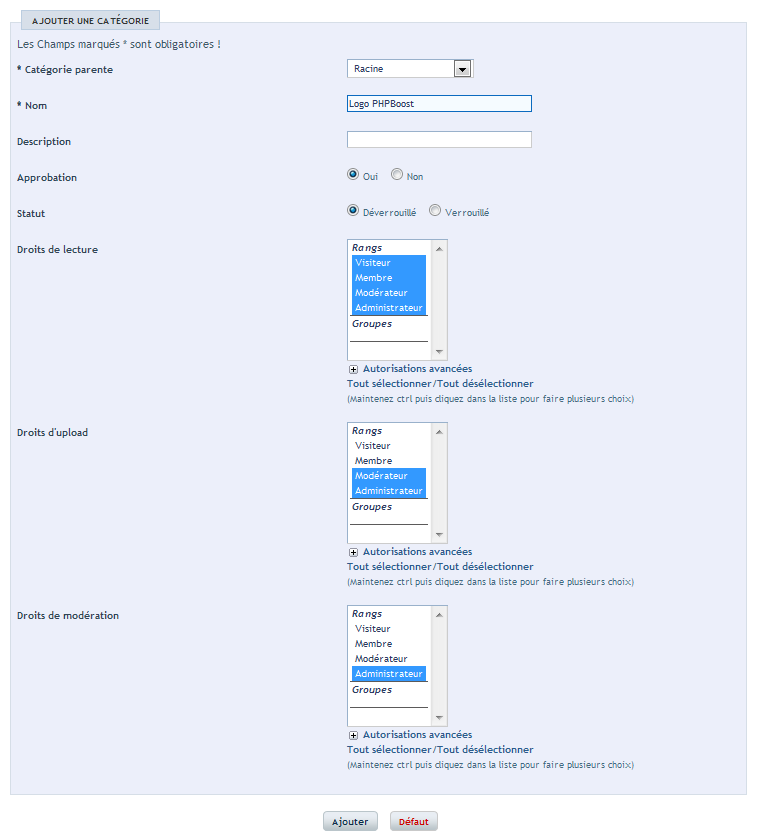 AJOUTER UNE CATÉGORIE
Les Champs marqués * sont obligatoires !
* Catégorie parente Racine
* Nom Logo PHPBoost
Description
Approbation Oui Non
Statut Déverrouillé Verrouillé
Droits de lecture Rangs
Visiteur
Membre
Modérateur
Administrateur
Groupes
Autorisations avancées
Tout sélectionner/Tout désélectionner
(Maintenez ctrl puis cliquez dans la liste pour faire plusieurs choix)
Droits d'upload Rangs
Visiteur
Membre
Modérateur
Administrateur
Groupes
Autorisations avancées
Tout sélectionner/Tout désélectionner
(Maintenez ctrl puis cliquez dans la liste pour faire plusieurs choix)
Droits de modération Rangs
Visiteur
Membre
Modérateur
Administrateur
Groupes
Autorisations avancées
Tout sélectionner/Tout désélectionner
(Maintenez ctrl puis cliquez dans la liste pour faire plusieurs choix)
Ajouter Défaut